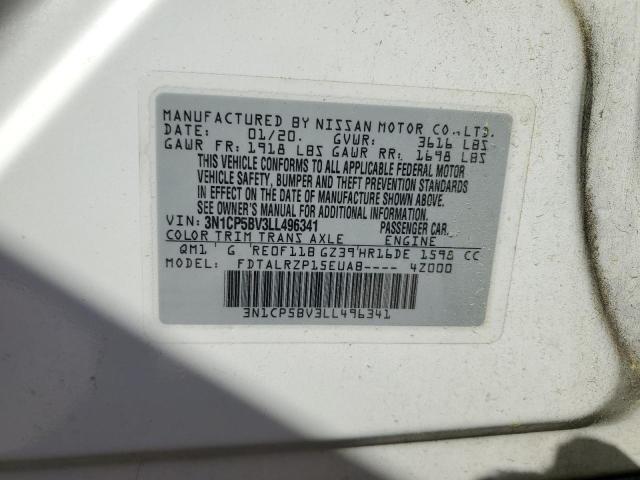 MANUFACTURED BY NISSAN MOTOR CO.,LTD.
DATE: 01/20. GVWR: 3616 LBS
GAWR FR: 1918 LBS GAWR RR: 1698 LBS
THIS VEHICLE CONFORMS TO ALL APPLICABLE FEDERAL MOTOR
VEHICLE SAFETY, BUMPER AND THEFT PREVENTION STANDARDS
IN EFFECT ON THE DATE OF MANUFACTURE SHOWN ABOVE.
SEE OWNER'S MANUAL FOR ADDITIONAL INFORMATION.
VIN: 3N1CP5BV3LL496341 PASSENGER CAR.
COLOR TRIM TRANS AXLE ENGINE
QM1 ' G RE0F11B GZ39'HR16DE 1598 CC
MODEL: FDTALRZP15EUAB---- 4Z000
3N1CP5BV3LL496341